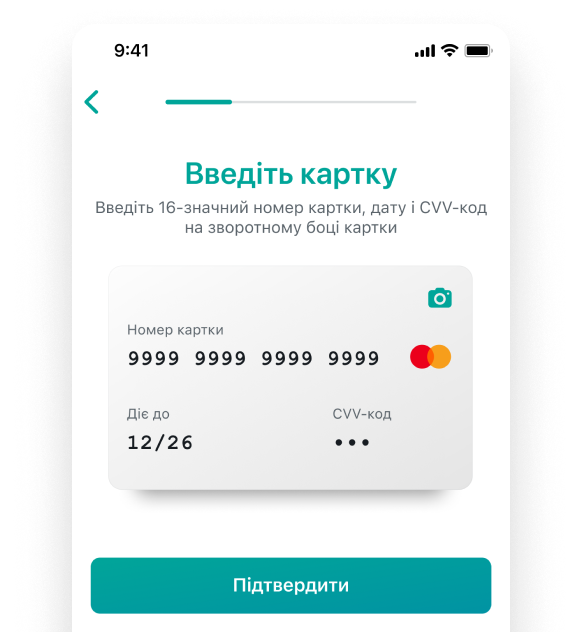 9:41
Введіть картку
Введіть 16-значний номер картки, дату і CVV-код
на зворотному боці картки
Номер картки
9999 9999 9999 9999
Діє до
CVV-код
12/26
•••
Підтвердити